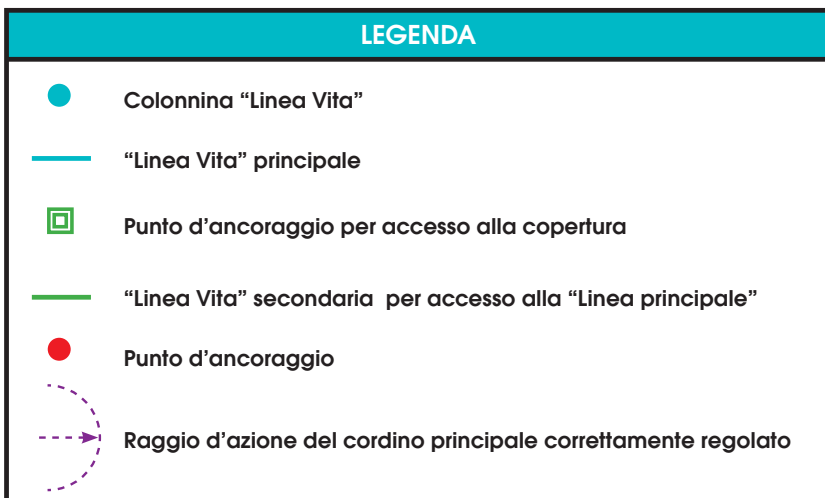 LEGENDA
Colonnina “Linea Vita”
“Linea Vita” principale
Punto d’ancoraggio per accesso alla copertura
“Linea Vita” secondaria  per accesso alla “Linea principale”
Punto d’ancoraggio
Raggio d’azione del cordino principale correttamente regolato